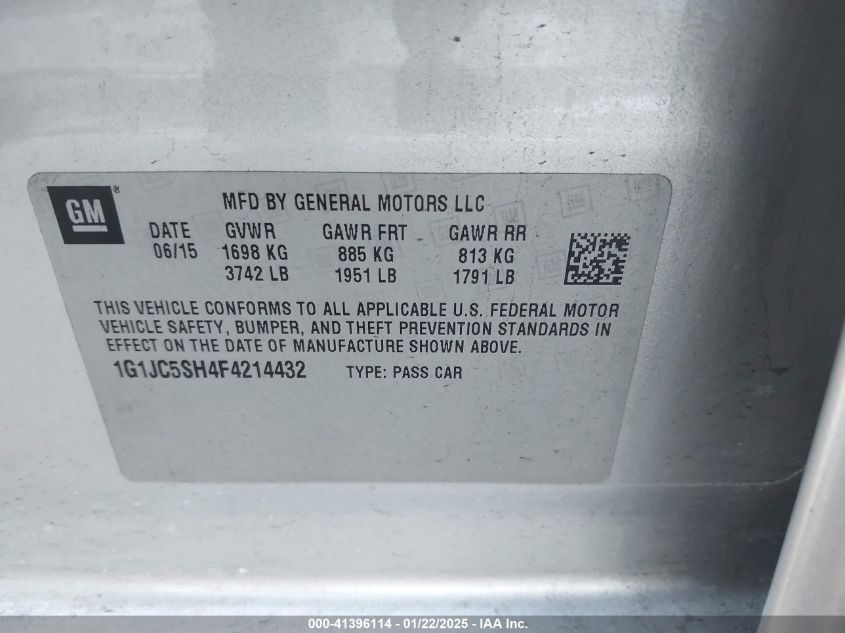 GM®
MFD BY GENERAL MOTORS LLC
DATE GVWR GAWR FRT GAWR RR
06/15 1698 KG 885 KG 813 KG
3742 LB 1951 LB 1791 LB
THIS VEHICLE CONFORMS TO ALL APPLICABLE U.S. FEDERAL MOTOR
VEHICLE SAFETY, BUMPER, AND THEFT PREVENTION STANDARDS IN
EFFECT ON THE DATE OF MANUFACTURE SHOWN ABOVE.
1G1JC5SH4F4214432 TYPE: PASS CAR
000-41396114 - 01/22/2025 - IAA Inc.